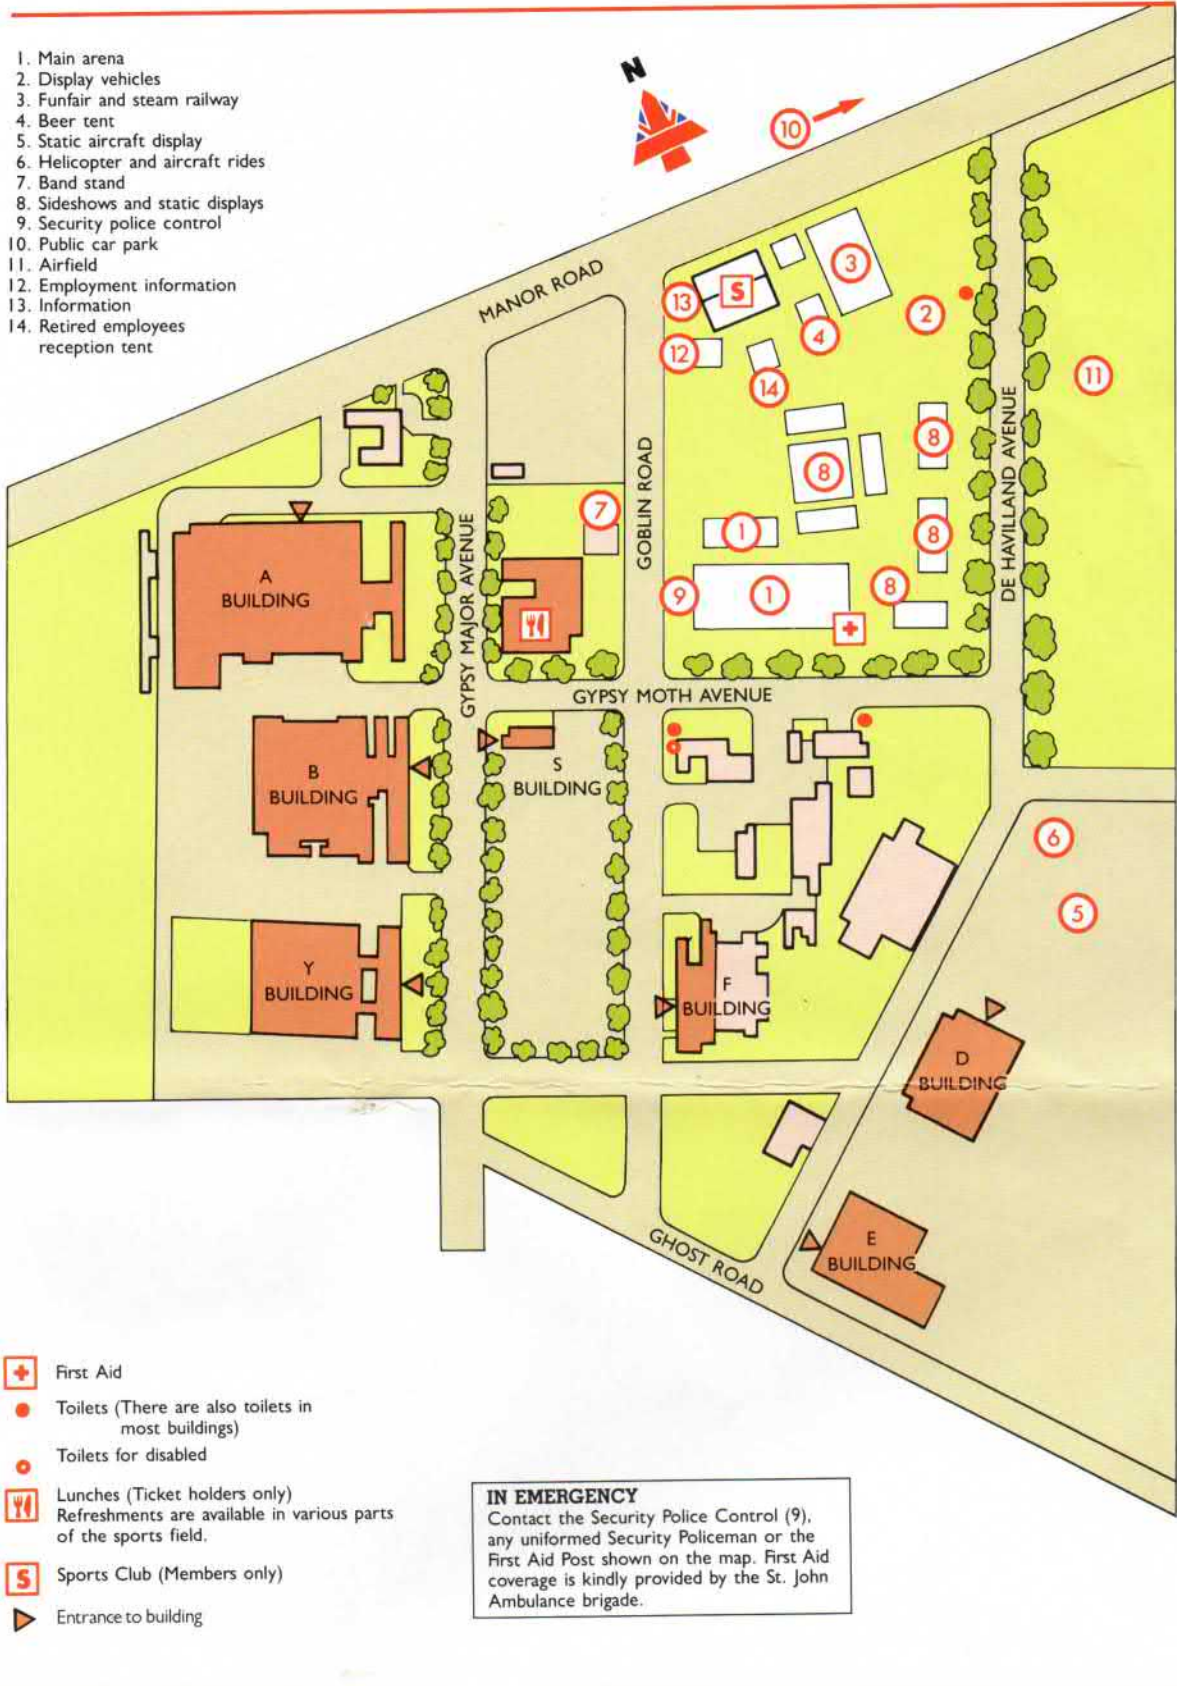 1. Main arena
2. Display vehicles
3. Funfair and steam railway
4. Beer tent
5. Static aircraft display
6. Helicopter and aircraft rides
7. Band stand
8. Sideshows and static displays
9. Security police control
10. Public car park
11. Airfield
12. Employment information
13. Information
14. Retired employees
reception tent
N
10
MANOR ROAD
13
S
3
4
2
12
14
11
8
8
7
1
8
9
1
8
GOBLIN ROAD
DE HAVILLAND AVENUE
GYPSY MAJOR AVENUE
A
BUILDING
GYPSY MOTH AVENUE
B
BUILDING
S
BUILDING
6
5
Y
BUILDING
F
BUILDING
D
BUILDING
E
BUILDING
GHOST ROAD
First Aid
Toilets (There are also toilets in
most buildings)
Toilets for disabled
Lunches (Ticket holders only)
Refreshments are available in various parts
of the sports field.
S Sports Club (Members only)
Entrance to building
IN EMERGENCY
Contact the Security Police Control (9),
any uniformed Security Policeman or the
First Aid Post shown on the map. First Aid
coverage is kindly provided by the St. John
Ambulance brigade.